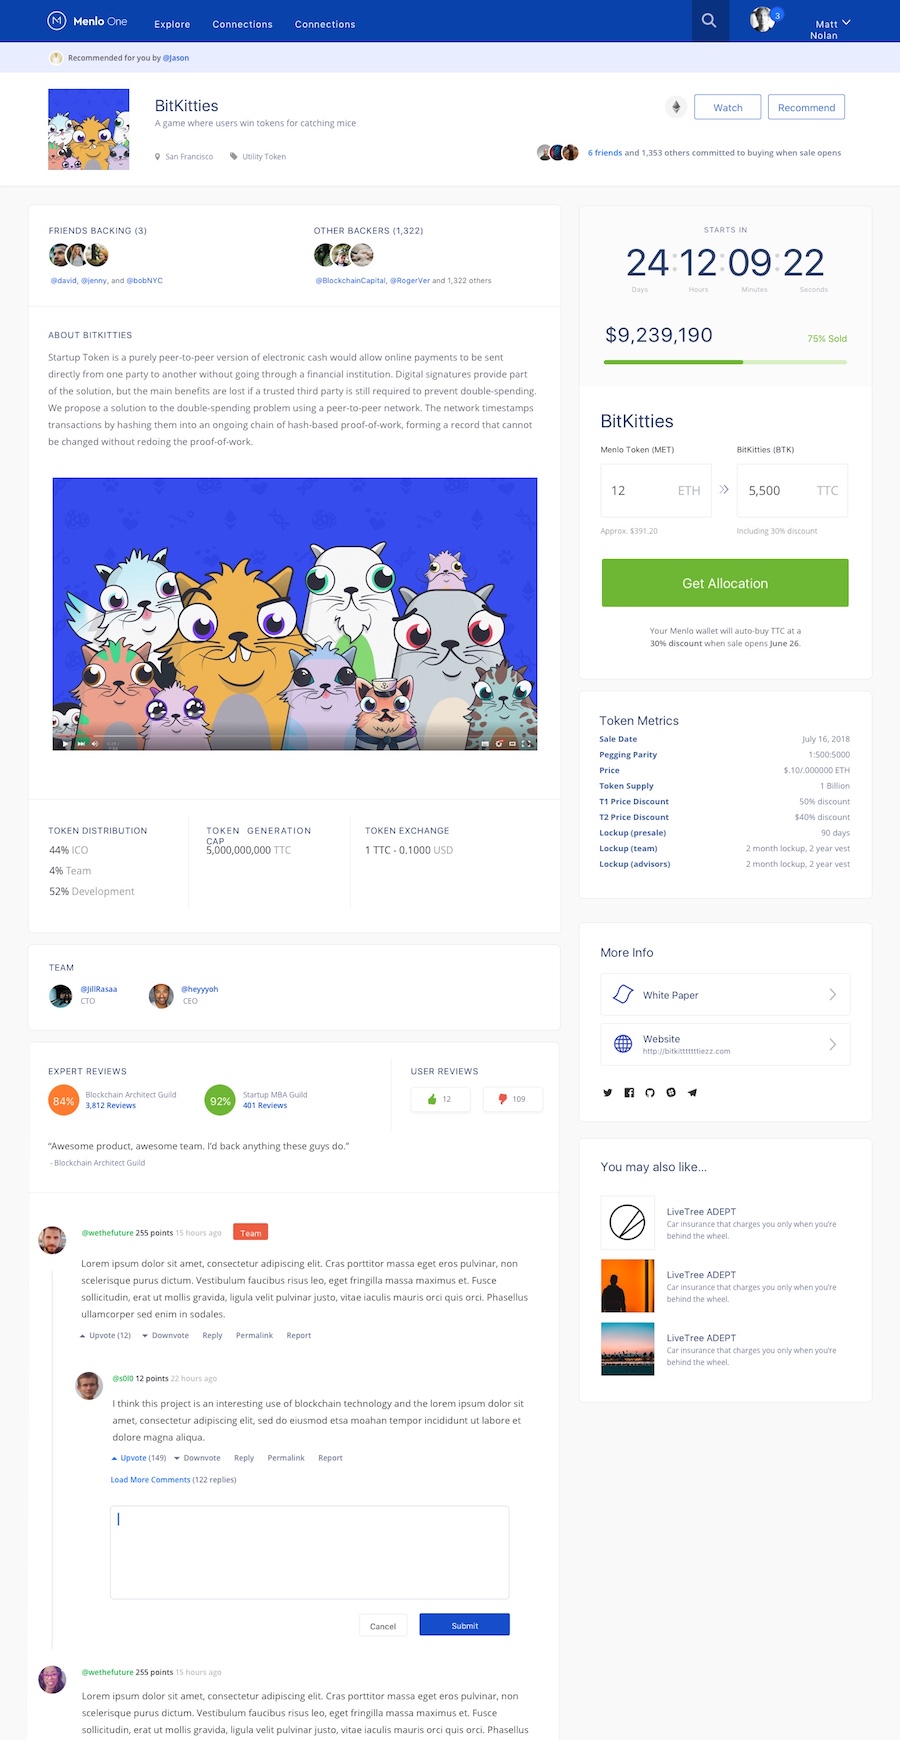 Menlo One
Explore
Connections
Connections
3
Matt
Nolan
Recommended for you by @Jason
BitKitties
A game where users win tokens for catching mice
San Francisco
Utility Token
Watch
Recommend
6 friends and 1,353 others committed to buying when sale opens
FRIENDS BACKING (3)
@david, @jenny, and @bobNYC
OTHER BACKERS (1,322)
@BlockchainCapital, @RogerVer and 1,322 others
ABOUT BITKITTIES
Startup Token is a purely peer-to-peer version of electronic cash would allow online payments to be sent
directly from one party to another without going through a financial institution. Digital signatures provide part
of the solution, but the main benefits are lost if a trusted third party is still required to prevent double-spending.
We propose a solution to the double-spending problem using a peer-to-peer network. The network timestamps
transactions by hashing them into an ongoing chain of hash-based proof-of-work, forming a record that cannot
be changed without redoing the proof-of-work.
TOKEN DISTRIBUTION
44% ICO
4% Team
52% Development
TOKEN GENERATION
CAP
5,000,000,000 TTC
TOKEN EXCHANGE
1 TTC - 0.1000 USD
TEAM
@JillRasaa
CTO
@heyyyoh
CEO
EXPERT REVIEWS
84%
Blockchain Architect Guild
3,812 Reviews
92%
Startup MBA Guild
401 Reviews
USER REVIEWS
12
109
“Awesome product, awesome team. I’d back anything these guys do.”
- Blockchain Architect Guild
@wethefuture 255 points 15 hours ago
Team
Lorem ipsum dolor sit amet, consectetur adipiscing elit. Cras porttitor massa eget eros pulvinar, non
scelerisque purus dictum. Vestibulum faucibus risus leo, eget fringilla massa maximus et. Fusce
sollicitudin, erat ut mollis gravida, ligula velit pulvinar justo, vitae iaculis mauris orci quis orci. Phasellus
ullamcorper sed enim in sodales.
Upvote (12) Downvote Reply Permalink Report
@s0l0 12 points 22 hours ago
I think this project is an interesting use of blockchain technology and the lorem ipsum dolor sit
amet, consectetur adipiscing elit, sed do eiusmod etsa moahan tempor incididunt ut labore et
dolore magna aliqua.
Upvote (149) Downvote Reply Permalink Report
Load More Comments (122 replies)
Cancel
Submit
@wethefuture 255 points 15 hours ago
Lorem ipsum dolor sit amet, consectetur adipiscing elit. Cras porttitor massa eget eros pulvinar, non
scelerisque purus dictum. Vestibulum faucibus risus leo, eget fringilla massa maximus et. Fusce
sollicitudin, erat ut mollis gravida, ligula velit pulvinar justo, vitae iaculis mauris orci quis orci. Phasellus
STARTS IN
24:12:09:22
Days Hours Minutes Seconds
$9,239,190
75% Sold
BitKitties
Menlo Token (MET)
12 ETH
Approx. $391.20
BitKitties (BTK)
5,500 TTC
Including 30% discount
Get Allocation
Your Menlo wallet will auto-buy TTC at a
30% discount when sale opens June 26.
Token Metrics
Sale Date July 16, 2018
Pegging Parity 1:500:5000
Price $.10/.000000 ETH
Token Supply 1 Billion
T1 Price Discount 50% discount
T2 Price Discount $40% discount
Lockup (presale) 90 days
Lockup (team) 2 month lockup, 2 year vest
Lockup (advisors) 2 month lockup, 2 year vest
More Info
White Paper
Website
http://bitkitttttttiezz.com
You may also like...
LiveTree ADEPT
Car insurance that charges you only when you’re
behind the wheel.
LiveTree ADEPT
Car insurance that charges you only when you’re
behind the wheel.
LiveTree ADEPT
Car insurance that charges you only when you’re
behind the wheel.